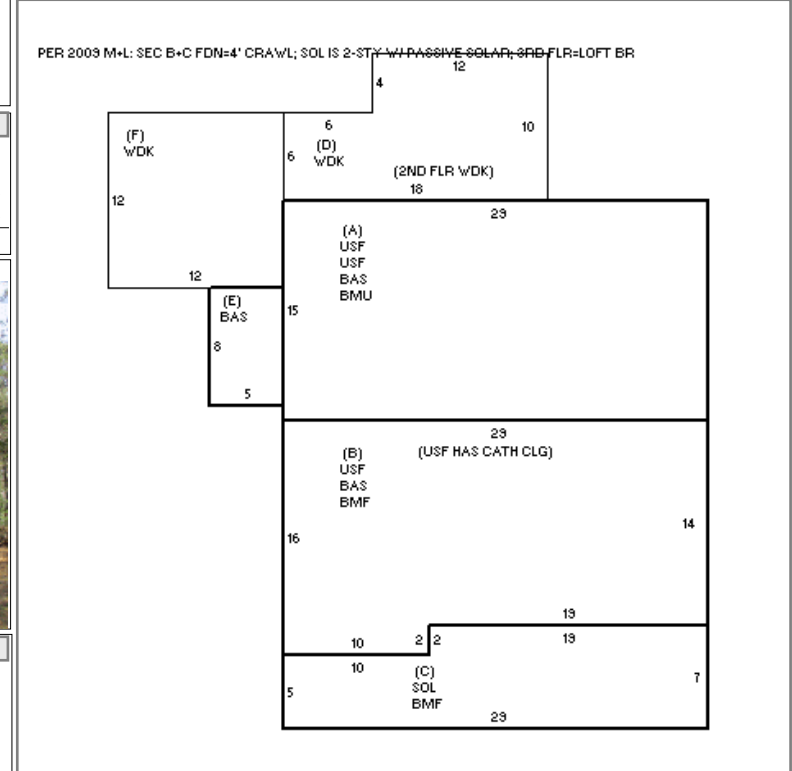 PER 2009 M+L: SEC B+C FDN=4' CRAWL; SOL IS 2-STY W/ PASSIVE SOLAR; 3RD FLR=LOFT BR
12
4
6
10
(F)
WDK
(D)
WDK
6
(2ND FLR WDK)
18
12
29
(A)
USF
USF
BAS
BMU
12
(E)
BAS
15
8
5
29
(B)
USF
BAS
BMF
(USF HAS CATH CLG)
14
16
19
10
2
2
19
10
(C)
SOL
BMF
7
5
29